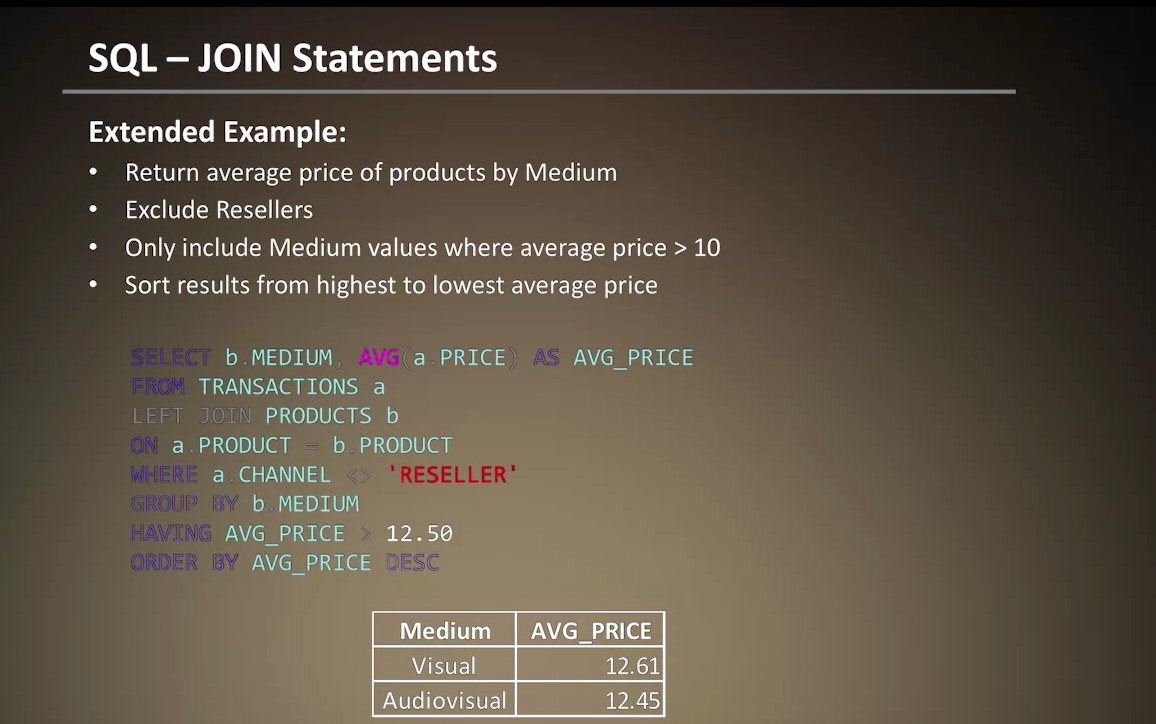 SQL – JOIN Statements
Extended Example:
• Return average price of products by Medium
• Exclude Resellers
• Only include Medium values where average price > 10
• Sort results from highest to lowest average price
SELECT b.MEDIUM, AVG(a.PRICE) AS AVG_PRICE
FROM TRANSACTIONS a
LEFT JOIN PRODUCTS b
ON a.PRODUCT = b.PRODUCT
WHERE a.CHANNEL <> 'RESELLER'
GROUP BY b.MEDIUM
HAVING AVG_PRICE > 12.50
ORDER BY AVG_PRICE DESC
Medium AVG_PRICE
Visual 12.61
Audiovisual 12.45